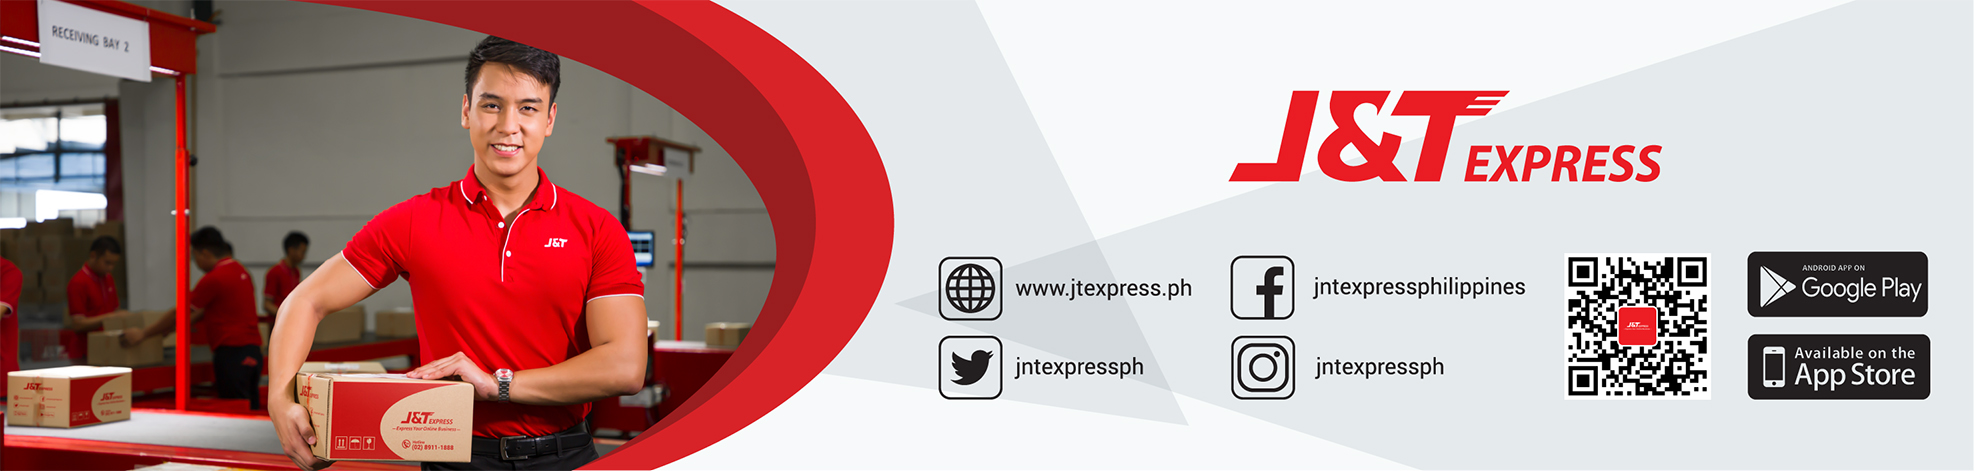 RECEIVING BAY 2
J&T
J&T EXPRESS
J&T EXPRESS
Express Your Online Business
Hotline
(02) 8911-1888
J&T EXPRESS
www.jtexpress.ph
jntexpressphilippines
jntexpressph
jntexpressph
J&T
ANDROID APP ON
Google Play
Available on the
App Store